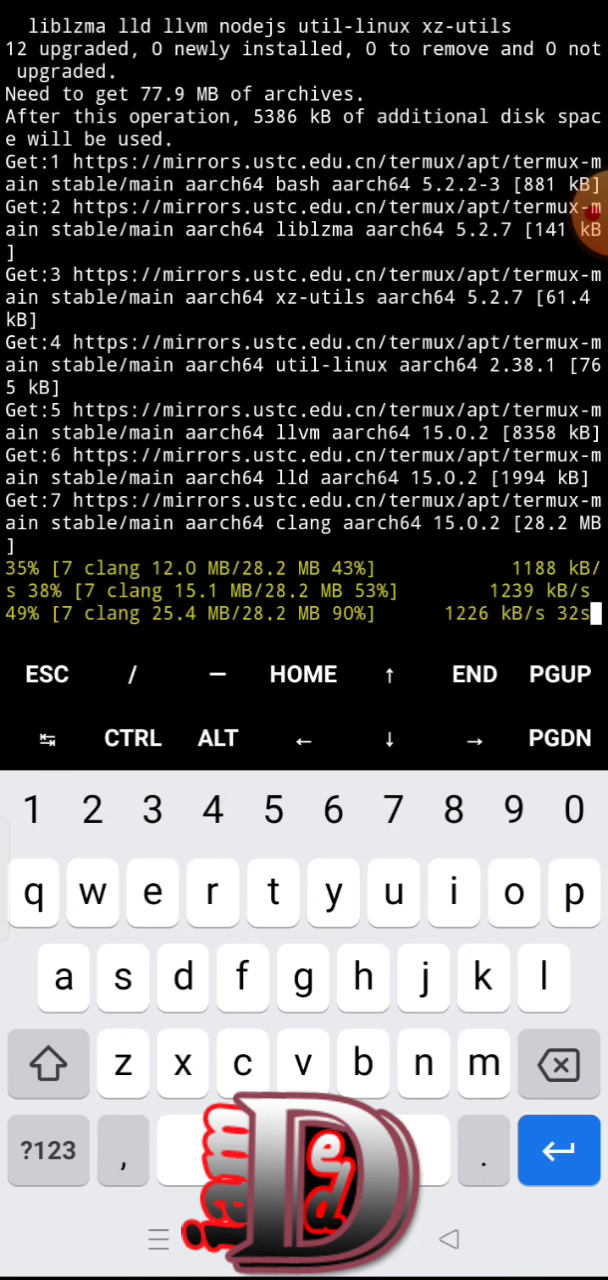 liblzma lld llvm nodejs util-linux xz-utils
12 upgraded, 0 newly installed, 0 to remove and 0 not
upgraded.
Need to get 77.9 MB of archives.
After this operation, 5386 kB of additional disk spac
e will be used.
Get:1 https://mirrors.ustc.edu.cn/termux/apt/termux-m
ain stable/main aarch64 bash aarch64 5.2.2-3 [881 kB]
Get:2 https://mirrors.ustc.edu.cn/termux/apt/termux-m
ain stable/main aarch64 liblzma aarch64 5.2.7 [141 kB
]
Get:3 https://mirrors.ustc.edu.cn/termux/apt/termux-m
ain stable/main aarch64 xz-utils aarch64 5.2.7 [61.4
kB]
Get:4 https://mirrors.ustc.edu.cn/termux/apt/termux-m
ain stable/main aarch64 util-linux aarch64 2.38.1 [76
5 kB]
Get:5 https://mirrors.ustc.edu.cn/termux/apt/termux-m
ain stable/main aarch64 llvm aarch64 15.0.2 [8358 kB]
Get:6 https://mirrors.ustc.edu.cn/termux/apt/termux-m
ain stable/main aarch64 lld aarch64 15.0.2 [1994 kB]
Get:7 https://mirrors.ustc.edu.cn/termux/apt/termux-m
ain stable/main aarch64 clang aarch64 15.0.2 [28.2 MB
]
35% [7 clang 12.0 MB/28.2 MB 43%] 1188 kB/
s 38% [7 clang 15.1 MB/28.2 MB 53%] 1239 kB/s
49% [7 clang 25.4 MB/28.2 MB 90%] 1226 kB/s 32s
ESC / — HOME ↑ END PGUP
↹ CTRL ALT ← ↓ → PGDN
1 2 3 4 5 6 7 8 9 0
q w e r t y u i o p
a s d f g h j k l
z x c v b n m
?123 , .
iam D